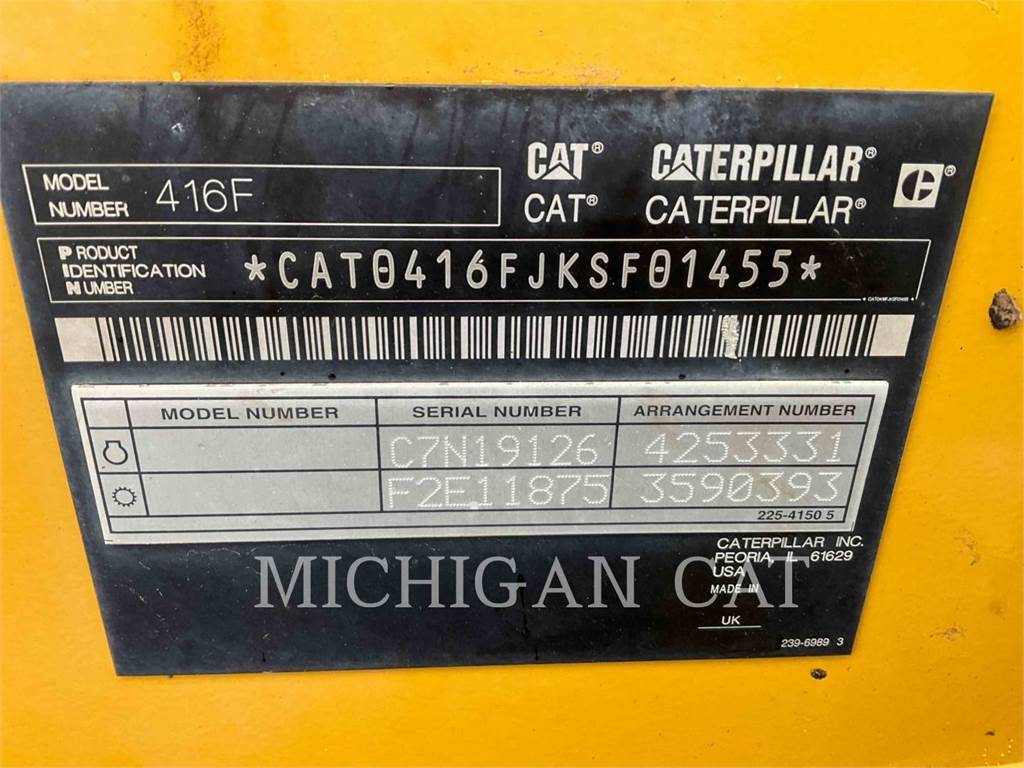 MODEL NUMBER 416F
CAT® CATERPILLAR®
CAT® CATERPILLAR®
C®
PRODUCT
IDENTIFICATION
NUMBER
*CAT0416FJKSF01455*
* CAT0416FJKSF01455 *
MODEL NUMBER SERIAL NUMBER ARRANGEMENT NUMBER
C7N19126 4253331
F2E11875 3590393
225-4150 5
CATERPILLAR INC.
PEORIA, IL 61629
USA
MADE IN
UK
239-6989 3
MICHIGAN CAT